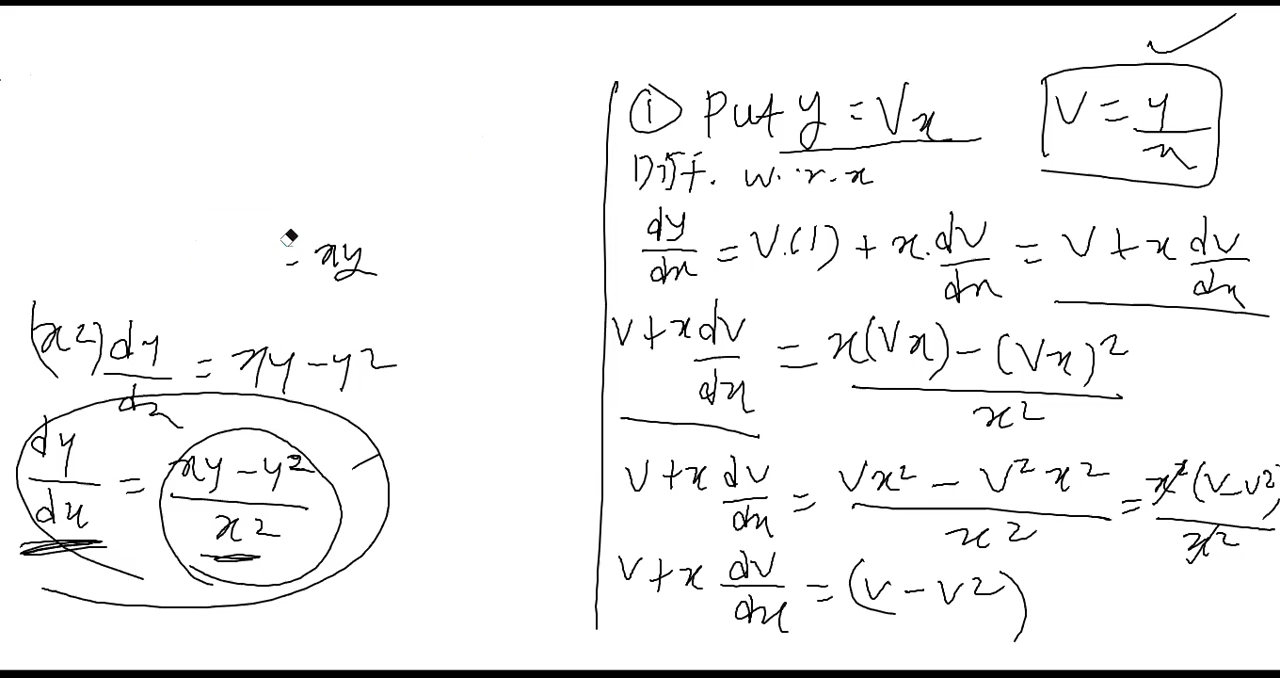 = xy
(x2) dy/dx = xy - y2
dy/dx = (xy - y²)/x2
① Put y = Vx
V = y/x
Diff. w.r.x
dy/dx = V.(1) + x.dv/dx = V + x dv/dx
V + x dv/dx = (x(Vx) - (Vx)²)/x2
V + x dv/dx = (Vx² - V²x²)/x2 = x²(V-V²)/x2
V + x dv/dx = (V - V2)